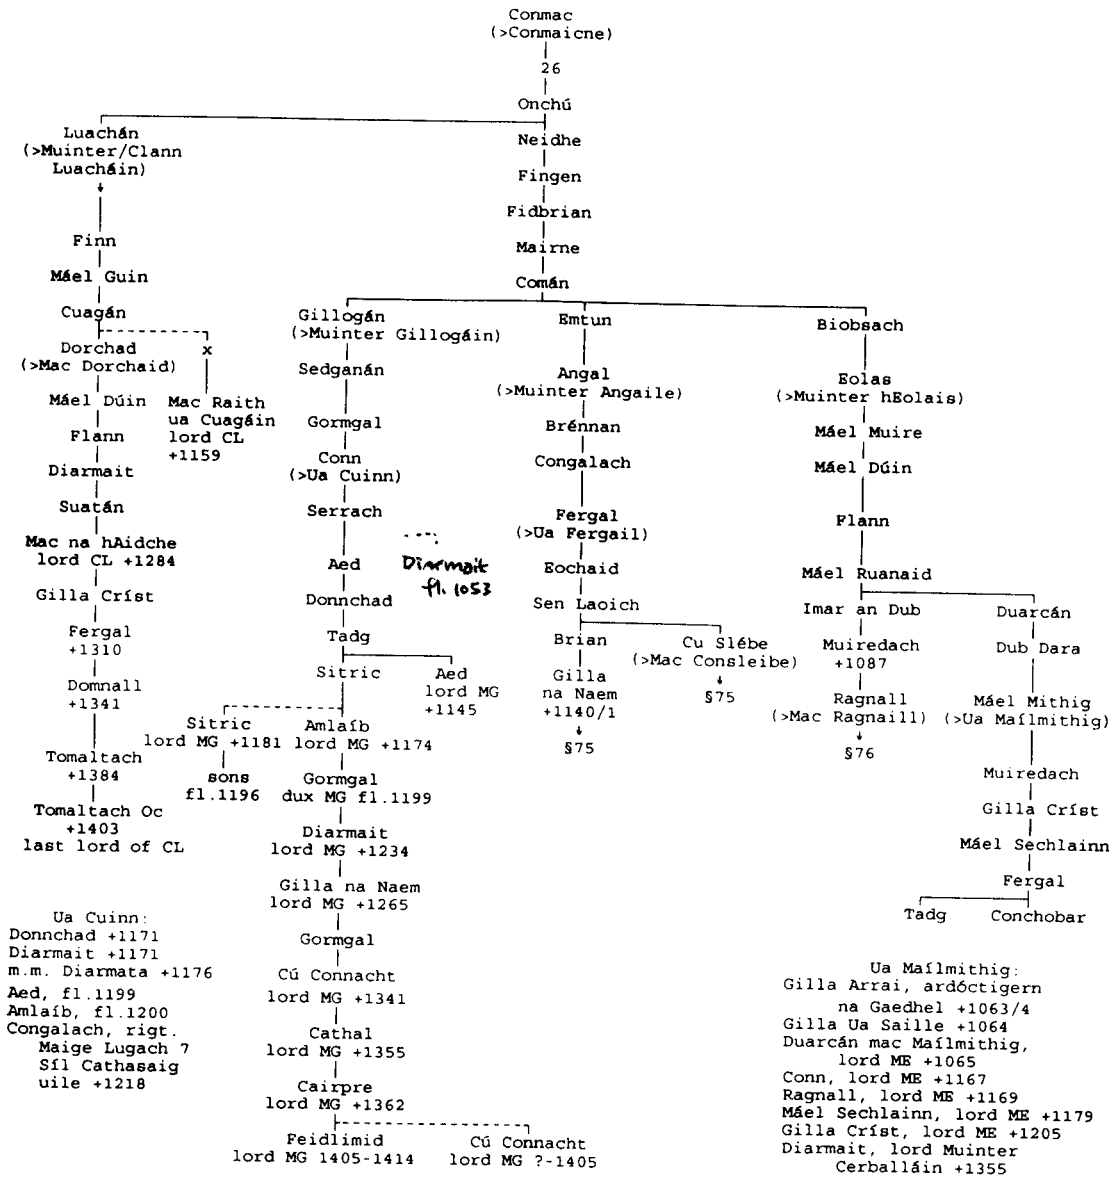 Conmac
(>Conmaicne)
26
Onchú
Luachán
(>Muinter/Clann
Luacháin)
Finn
Máel Guin
Cuagán
Dorchad
(>Mac Dorchaid)
x
Máel Dúin
Mac Raith
ua Cuagáin
lord CL
+1159
Flann
Diarmait
Suatán
Mac na hAidche
lord CL +1284
Gilla Críst
Fergal
+1310
Domnall
+1341
Tomaltach
+1384
Tomaltach Oc
+1403
last lord of CL
Neidhe
Fingen
Fidbrian
Mairne
Comán
Gillogán
(>Muinter Gillogáin)
Sedganán
Gormgal
Conn
(>Ua Cuinn)
Serrach
Aed
Diarmait
fl. 1053
Donnchad
Tadg
Sitric
Aed
lord MG
+1145
Sitric
lord MG +1181
sons
fl.1196
Amlaíb
lord MG +1174
Gormgal
dux MG fl.1199
Diarmait
lord MG +1234
Gilla na Naem
lord MG +1265
Gormgal
Cú Connacht
lord MG +1341
Cathal
lord MG +1355
Cairpre
lord MG +1362
Feidlimid
lord MG 1405-1414
Cú Connacht
lord MG ?-1405
Emtun
Angal
(>Muinter Angaile)
Brénnan
Congalach
Fergal
(>Ua Fergail)
Eochaid
Sen Laoich
Brian
Gilla
na Naem
+1140/1
§75
Cu Slébe
(>Mac Consleibe)
§75
Biobsach
Eolas
(>Muinter hEolais)
Máel Muire
Máel Dúin
Flann
Máel Ruanaid
Imar an Dub
Muiredach
+1087
Ragnall
(>Mac Ragnaill)
§76
Duarcán
Dub Dara
Máel Mithig
(>Ua Maílmithig)
Muiredach
Gilla Críst
Máel Sechlainn
Fergal
Tadg
Conchobar
Ua Cuinn:
Donnchad +1171
Diarmait +1171
m.m. Diarmata +1176
Aed, fl.1199
Amlaíb, fl.1200
Congalach, rigt.
Maige Lugach 7
Síl Cathasaig
uile +1218
Ua Maílmithig:
Gilla Arrai, ardóctigern
na Gaedhel +1063/4
Gilla Ua Saille +1064
Duarcán mac Maílmithig,
lord ME +1065
Conn, lord ME +1167
Ragnall, lord ME +1169
Máel Sechlainn, lord ME +1179
Gilla Críst, lord ME +1205
Diarmait, lord Muinter
Cerballáin +1355